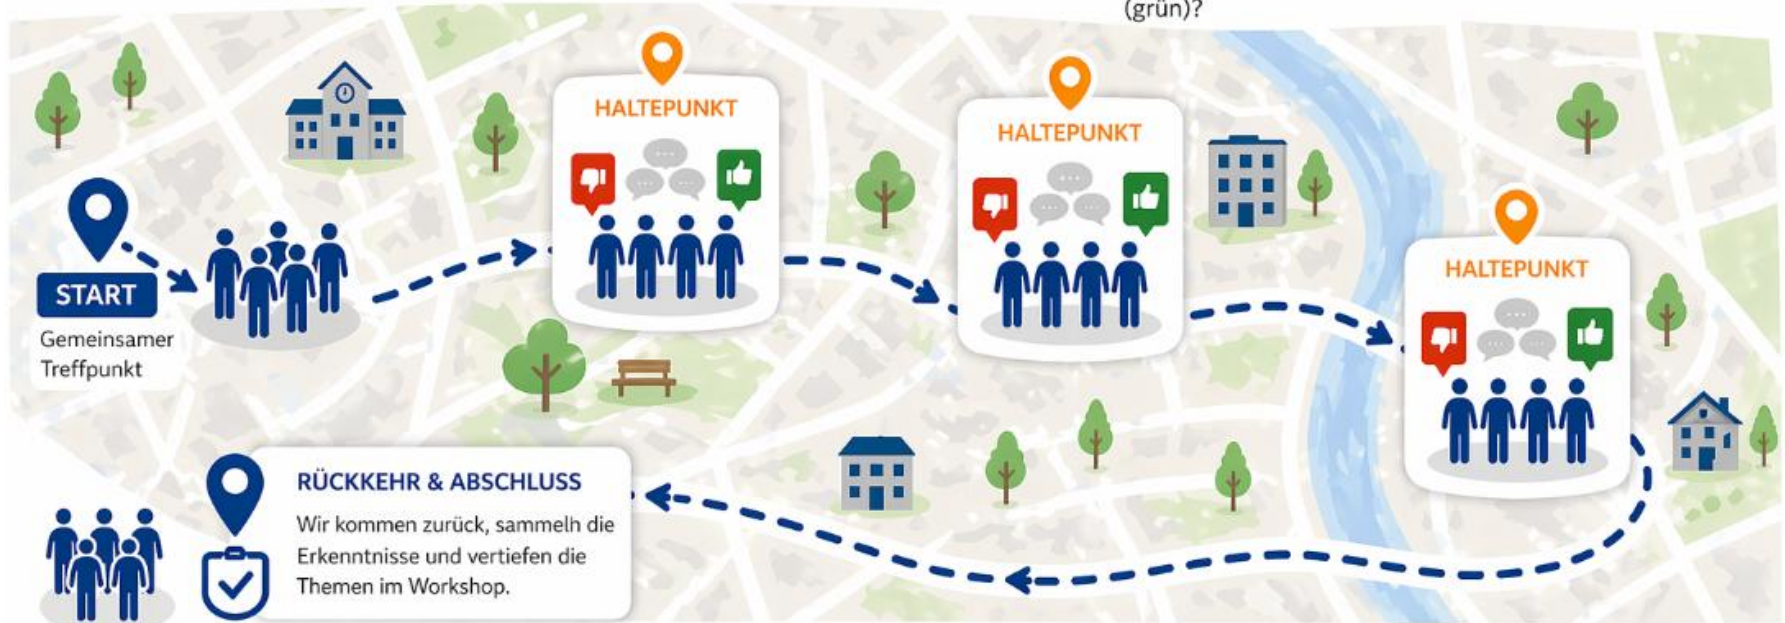 (grün)?
HALTEPUNKT
HALTEPUNKT
HALTEPUNKT
START
Gemeinsamer
Treffpunkt
RÜCKKEHR & ABSCHLUSS
Wir kommen zurück, sammelh die
Erkenntnisse und vertiefen die
Themen im Workshop.